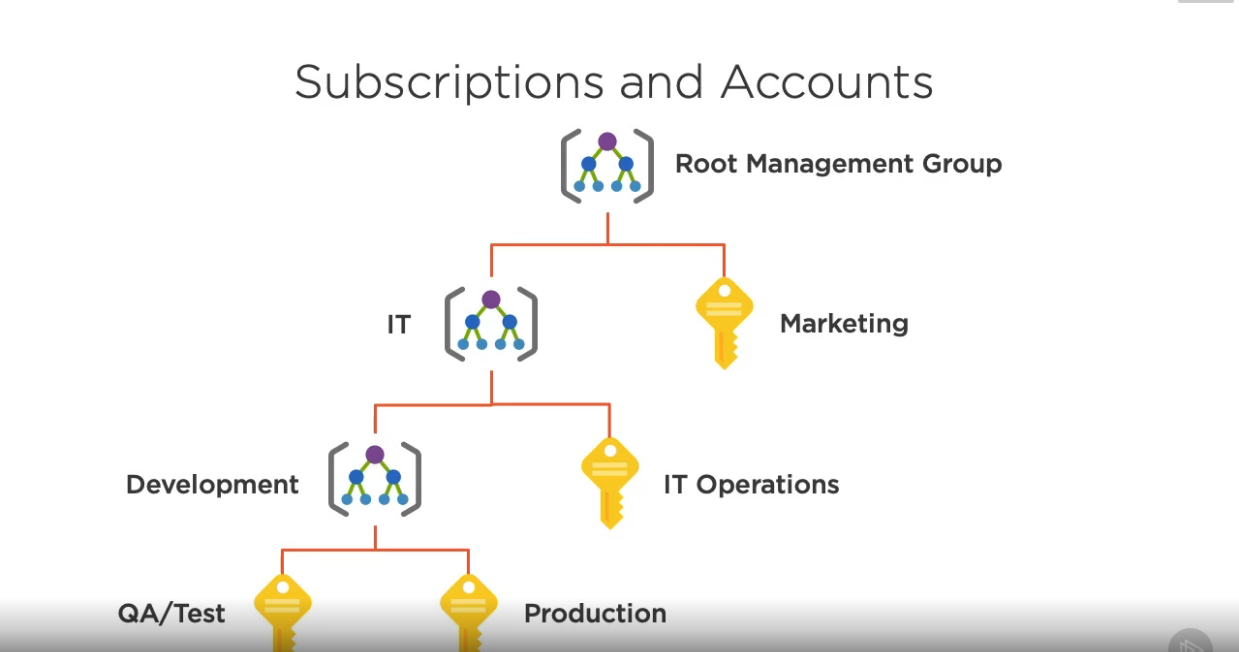 Subscriptions and Accounts
Root Management Group
IT
Marketing
Development
IT Operations
QA/Test
Production